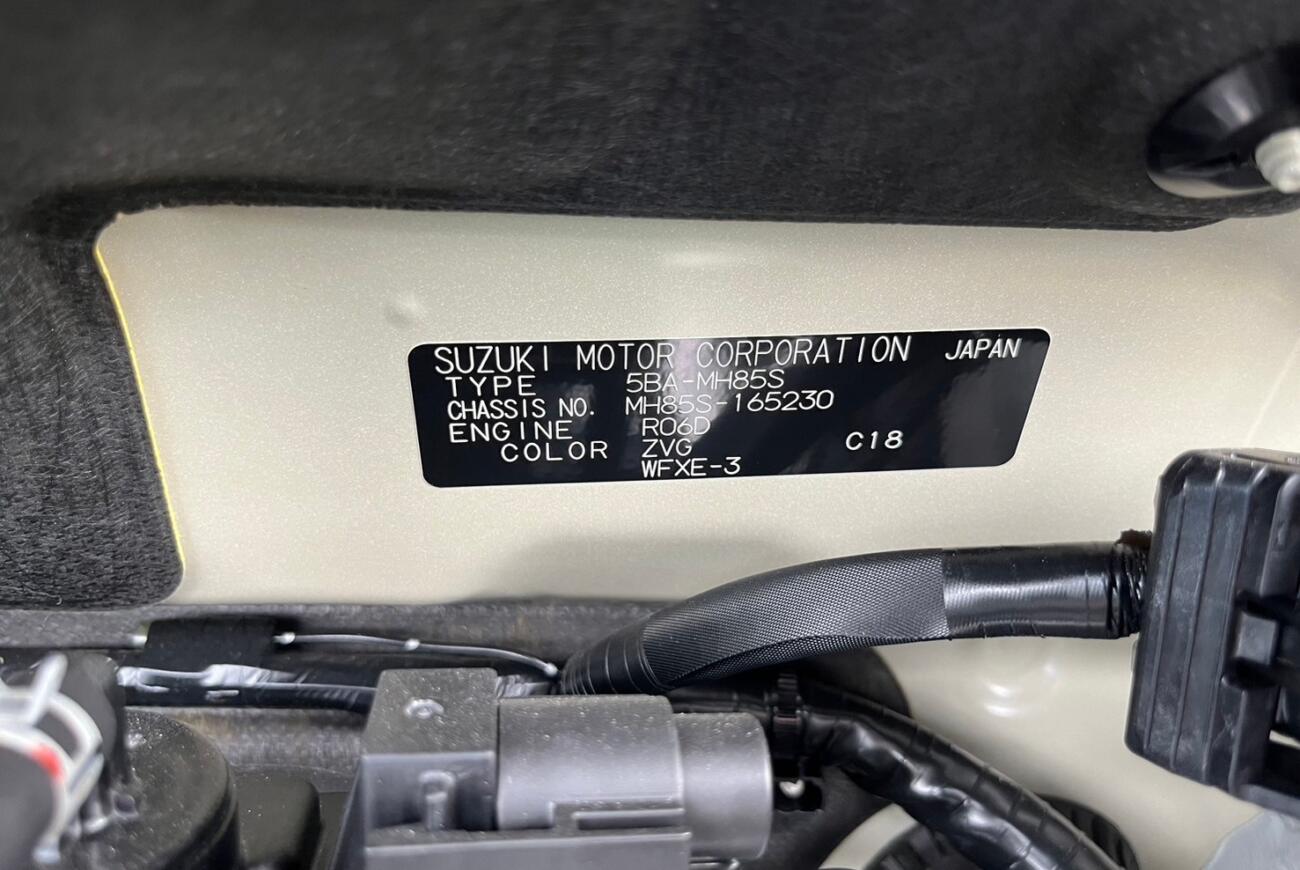 SUZUKI MOTOR CORPORATION JAPAN
TYPE 5BA-MH85S
CHASSIS NO. MH85S-165230
ENGINE R06D
COLOR ZVG C18
WFXE-3